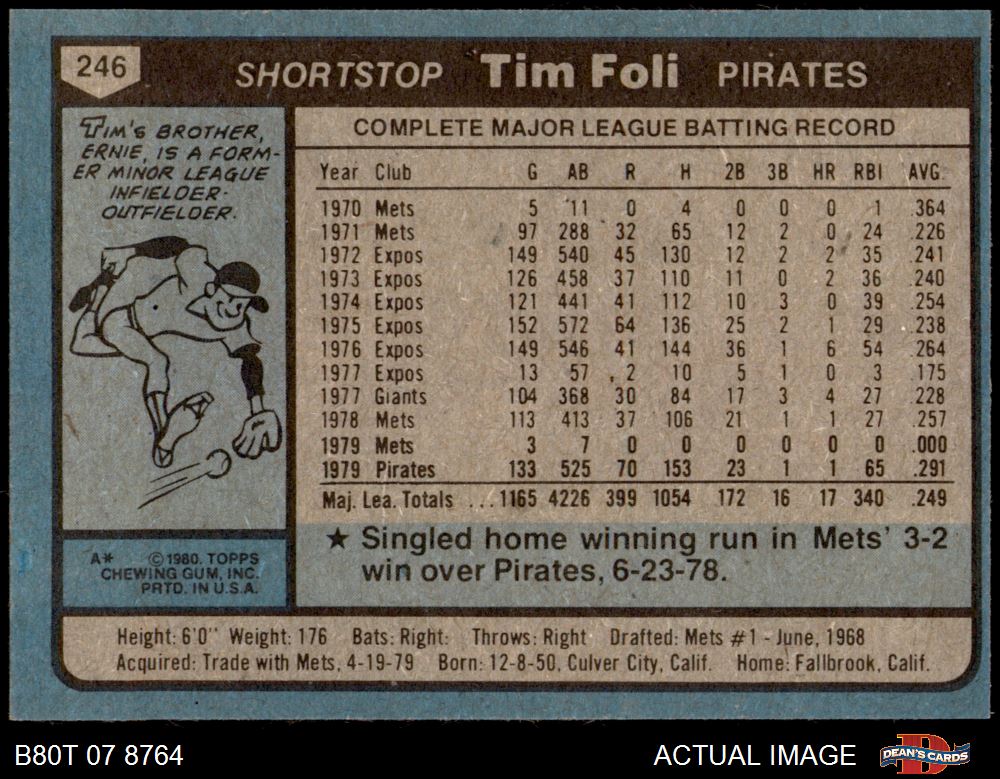 246 SHORTSTOP Tim Foli PIRATES
TIM'S BROTHER,
ERNIE, IS A FORM-
ER MINOR LEAGUE
INFIELDER-
OUTFIELDER.
COMPLETE MAJOR LEAGUE BATTING RECORD
Year Club G AB R H 2B 3B HR RBI AVG.
1970 Mets 5 11 0 4 0 0 0 1 .364
1971 Mets 97 288 32 65 12 2 0 24 .226
1972 Expos 149 540 45 130 12 2 2 35 .241
1973 Expos 126 458 37 110 11 0 2 36 .240
1974 Expos 121 441 41 112 10 3 0 39 .254
1975 Expos 152 572 64 136 25 2 1 29 .238
1976 Expos 149 546 41 144 36 1 6 54 .264
1977 Expos 13 57 2 10 5 1 0 3 .175
1977 Giants 104 368 30 84 17 3 4 27 .228
1978 Mets 113 413 37 106 21 1 1 27 .257
1979 Mets 3 7 0 0 0 0 0 0 .000
1979 Pirates 133 525 70 153 23 1 1 65 .291
Maj. Lea. Totals ...1165 4226 399 1054 172 16 17 340 .249
★ Singled home winning run in Mets' 3-2
win over Pirates, 6-23-78.
A* © 1980. TOPPS
CHEWING GUM, INC.
PRTD. IN U.S.A.
Height: 6'0" Weight: 176 Bats: Right: Throws: Right Drafted: Mets #1 - June, 1968
Acquired: Trade with Mets, 4-19-79 Born: 12-8-50, Culver City, Calif. Home: Fallbrook, Calif.
B80T 07 8764 ACTUAL IMAGE D DEAN'S CARDS